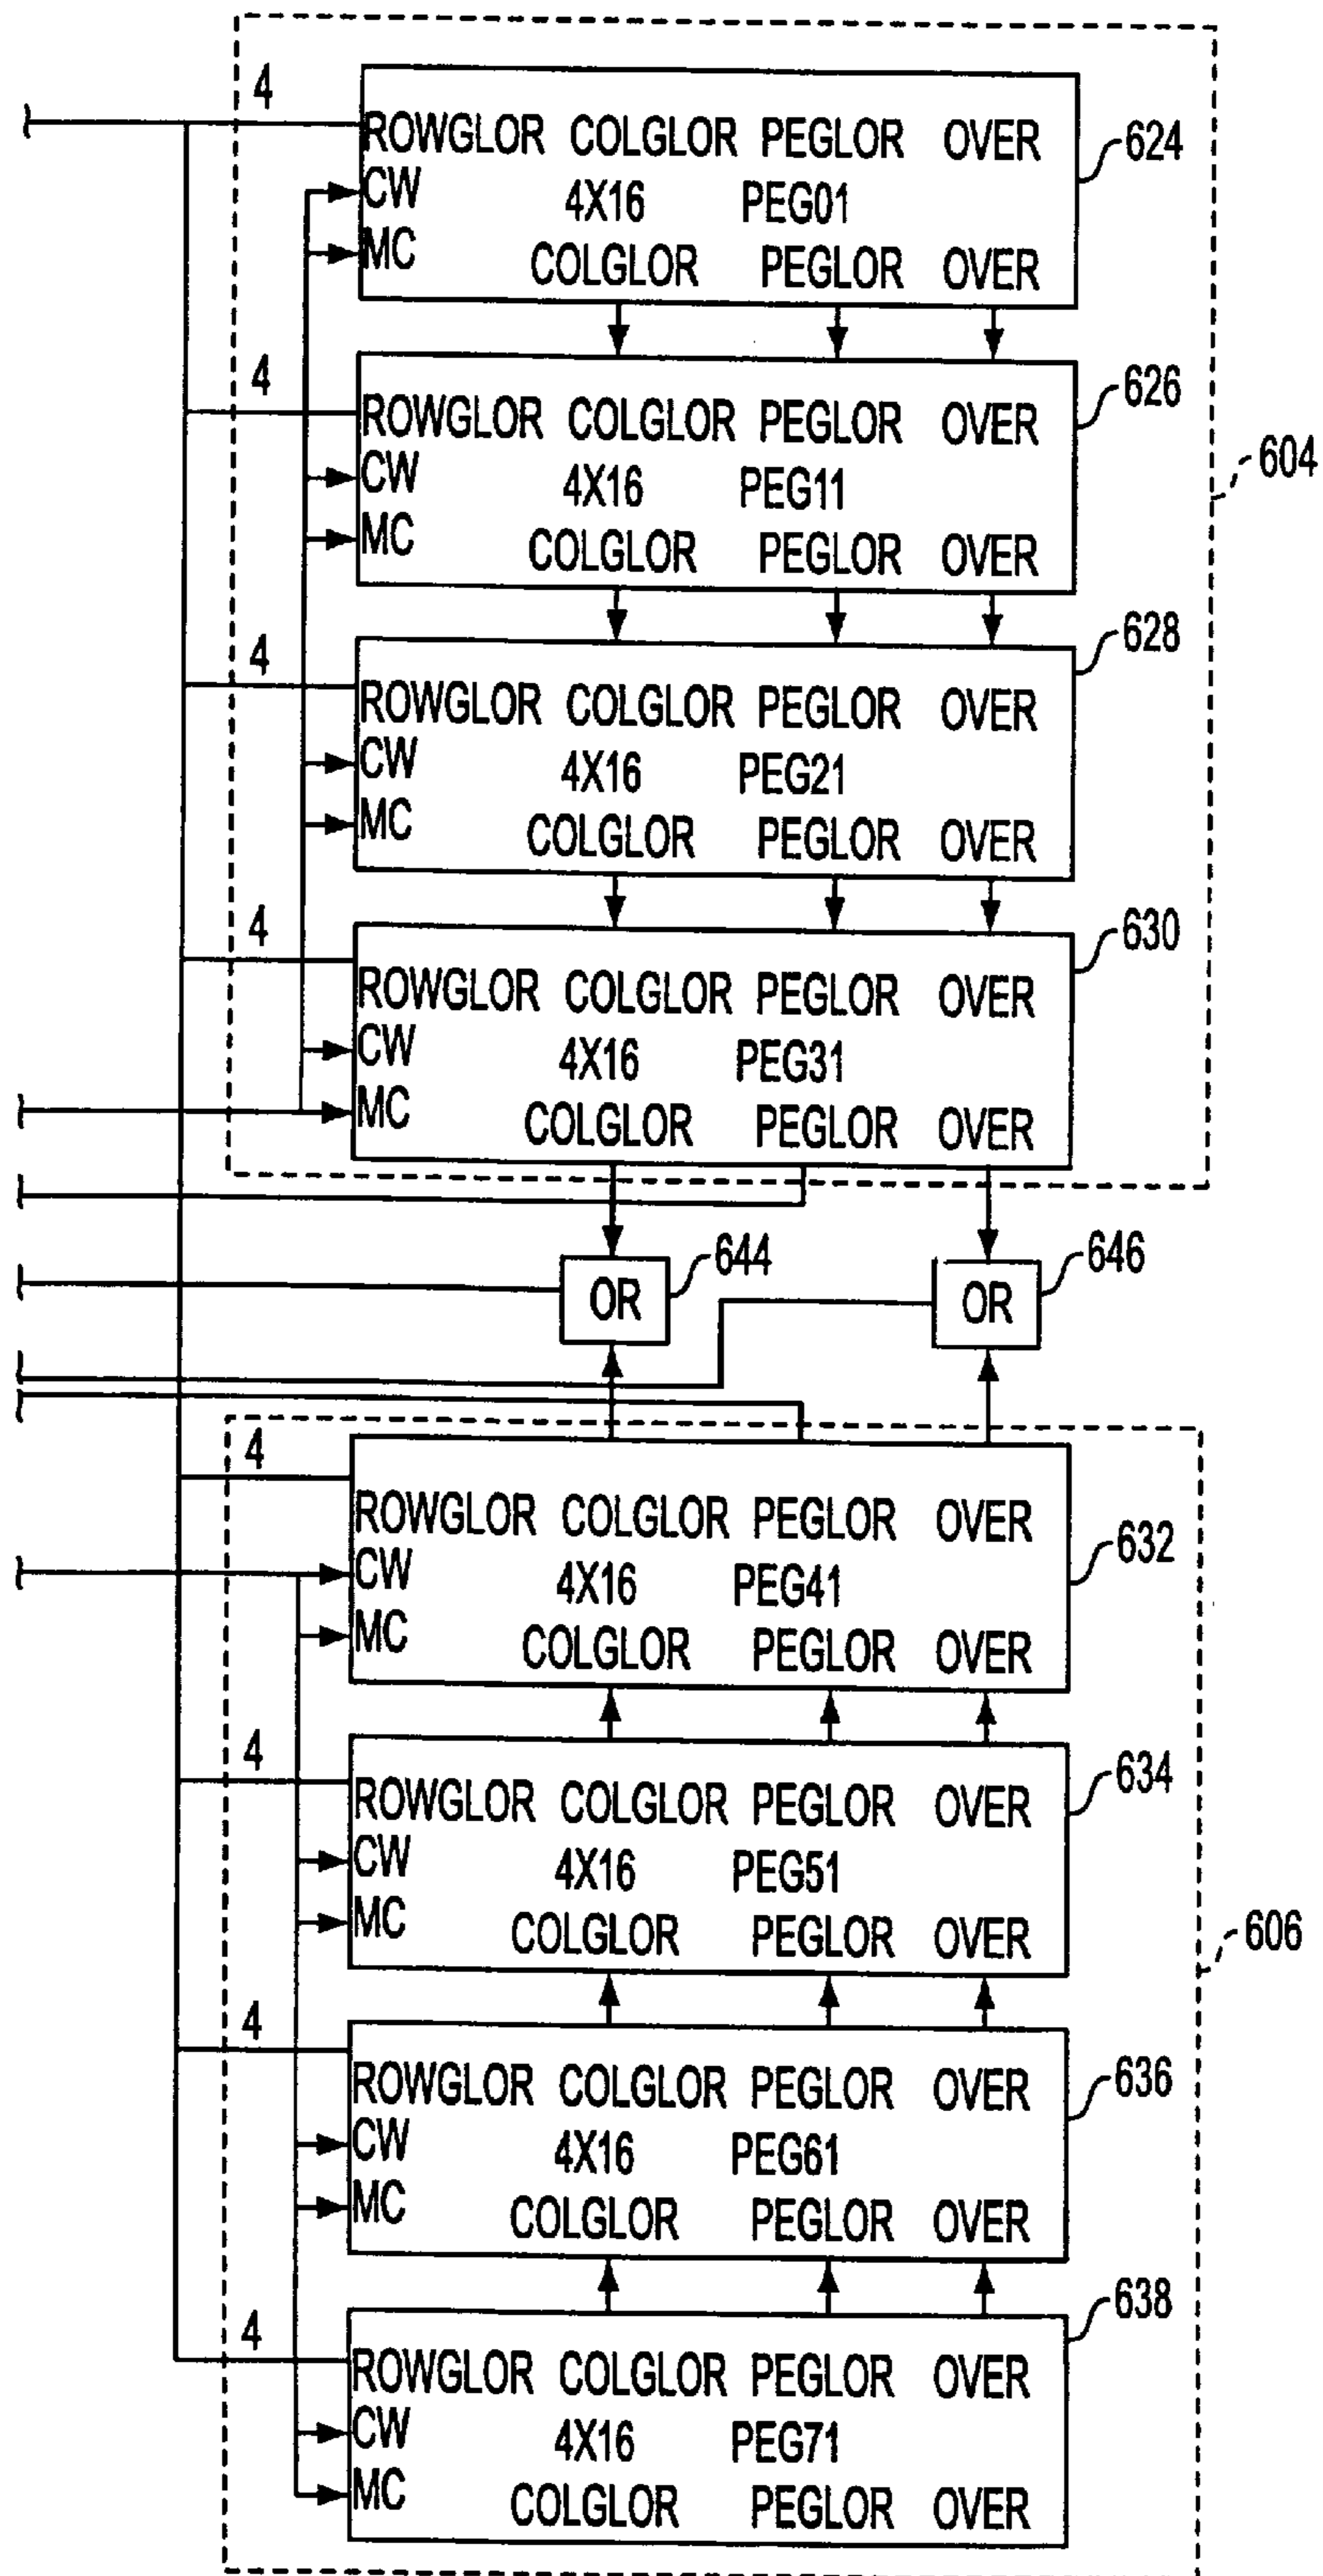 4
ROWGLOR COLGLOR PEGLOR OVER
624
CW 4X16 PEG01
MC COLGLOR PEGLOR OVER
4
626
ROWGLOR COLGLOR PEGLOR OVER
604
CW 4X16 PEG11
MC COLGLOR PEGLOR OVER
4
628
ROWGLOR COLGLOR PEGLOR OVER
CW 4X16 PEG21
MC COLGLOR PEGLOR OVER
4
630
ROWGLOR COLGLOR PEGLOR OVER
CW 4X16 PEG31
MC COLGLOR PEGLOR OVER
644
646
OR
OR
4
ROWGLOR COLGLOR PEGLOR OVER
632
CW 4X16 PEG41
MC COLGLOR PEGLOR OVER
4
634
ROWGLOR COLGLOR PEGLOR OVER
CW 4X16 PEG51
MC COLGLOR PEGLOR OVER
606
4
636
ROWGLOR COLGLOR PEGLOR OVER
CW 4X16 PEG61
MC COLGLOR PEGLOR OVER
638
4
ROWGLOR COLGLOR PEGLOR OVER
CW 4X16 PEG71
MC COLGLOR PEGLOR OVER